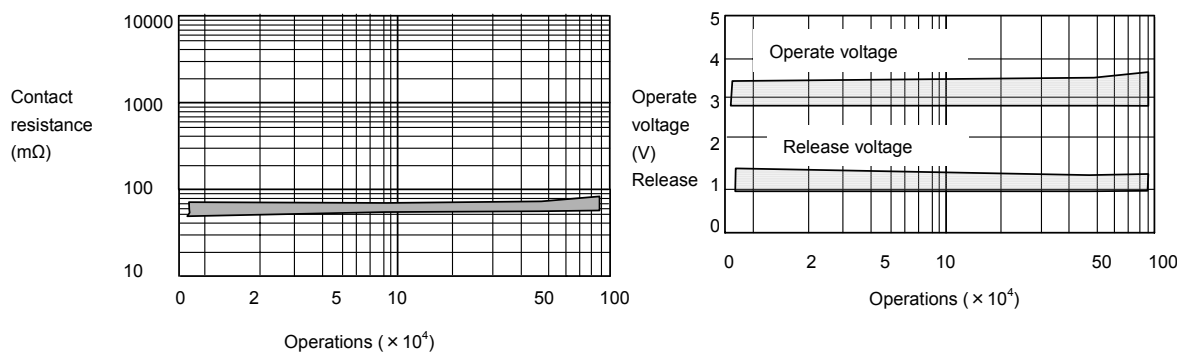 10000
1000
100
10
Contact
resistance
(mΩ)
0 2 5 10 50 100
Operations ( × 10⁴)
5
4
3
2
1
0
Operate voltage
Operate
voltage
(V)
Release
Release voltage
0 2 5 10 50 100
Operations ( × 10⁴)